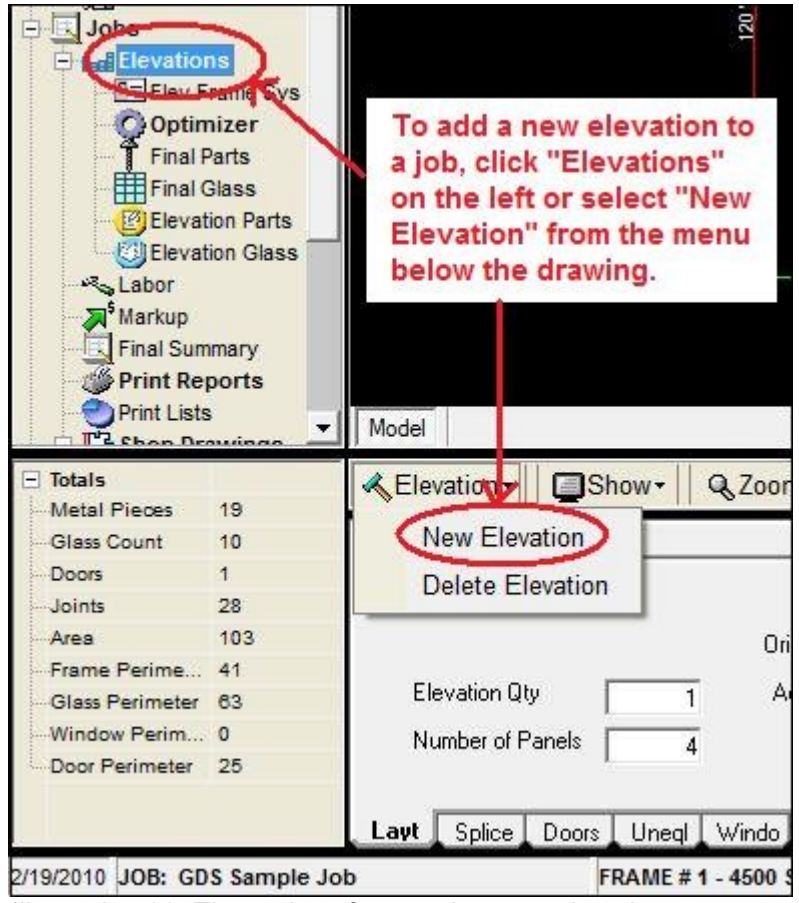 Jobs
Elevations
Elev Frame Sys
Optimizer
Final Parts
Final Glass
Elevation Parts
Elevation Glass
Labor
Markup
Final Summary
Print Reports
Print Lists
Shop Drawings
120
To add a new elevation to
a job, click "Elevations"
on the left or select "New
Elevation" from the menu
below the drawing.
Model
Totals
Metal Pieces 19
Glass Count 10
Doors 1
Joints 28
Area 103
Frame Perime... 41
Glass Perimeter 63
Window Perim... 0
Door Perimeter 25
Elevation Show Zoor
New Elevation
Delete Elevation
Ori
Elevation Qty 1
Number of Panels 4
Layt Splice Doors Uneql Windo
2/19/2010 JOB: GDS Sample Job FRAME # 1 - 4500 S